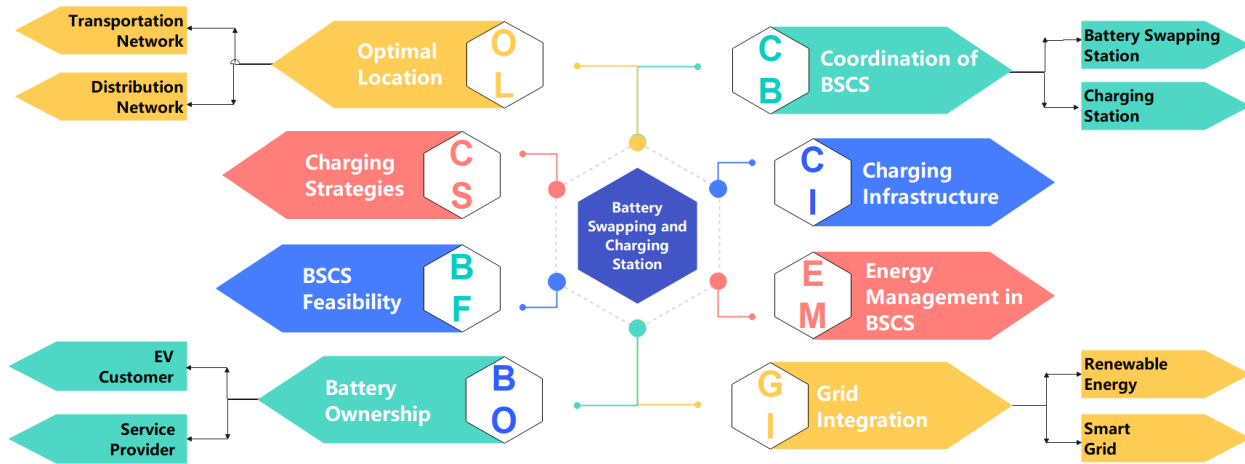 Transportation
Network
Distribution
Network
Optimal
Location
O
L
C
B
Coordination of
BSCS
Battery Swapping
Station
Charging
Station
Charging
Strategies
C
S
C
I
Charging
Infrastructure
Battery
Swapping and
Charging
Station
BSCS
Feasibility
B
F
E
M
Energy
Management in
BSCS
EV
Customer
Service
Provider
Battery
Ownership
B
O
G
I
Grid
Integration
Renewable
Energy
Smart
Grid